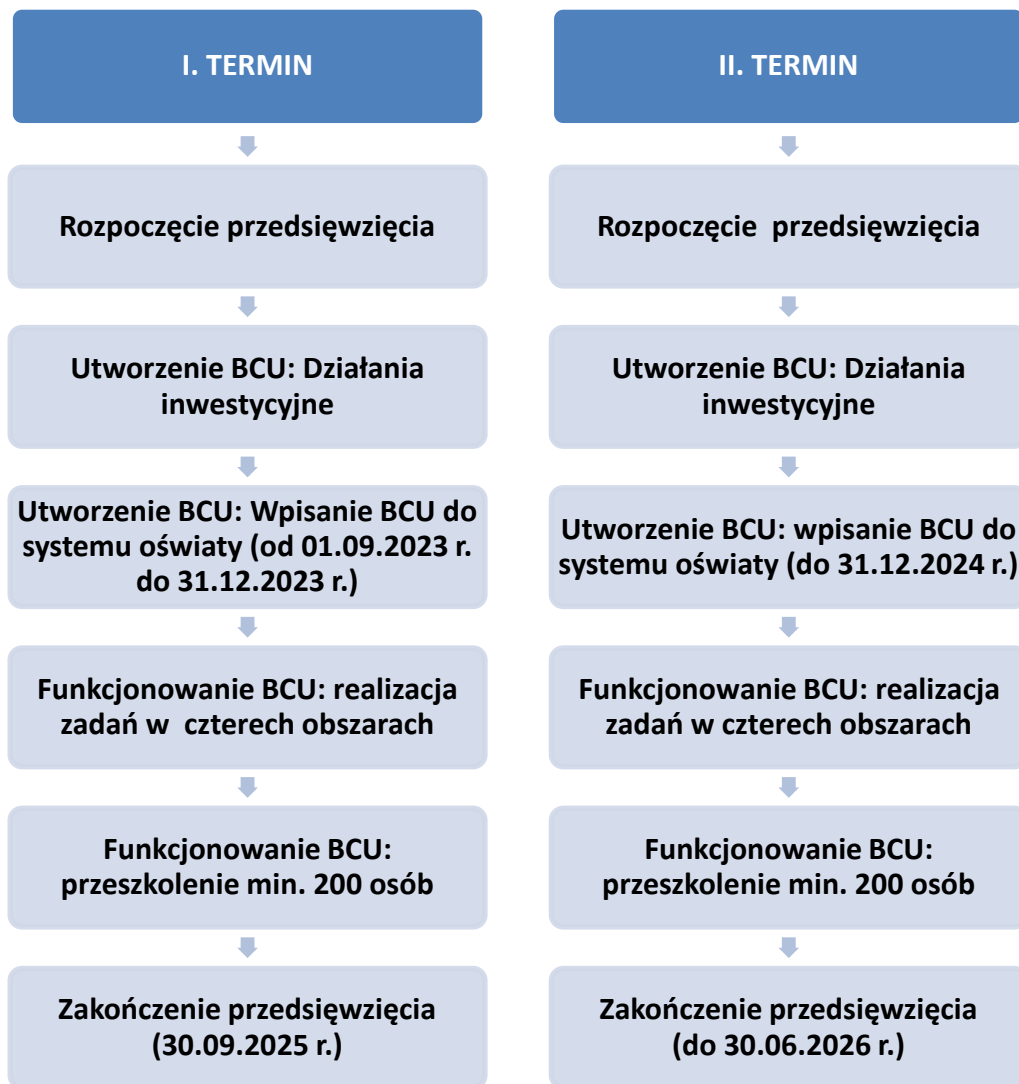 I. TERMIN
Rozpoczęcie przedsięwzięcia
Utworzenie BCU: Działania
inwestycyjne
Utworzenie BCU: Wpisanie BCU do
systemu oświaty (od 01.09.2023 r.
do 31.12.2023 r.)
Funkcjonowanie BCU: realizacja
zadań w czterech obszarach
Funkcjonowanie BCU:
przeszkolenie min. 200 osób
Zakończenie przedsięwzięcia
(30.09.2025 r.)
II. TERMIN
Rozpoczęcie przedsięwzięcia
Utworzenie BCU: Działania
inwestycyjne
Utworzenie BCU: wpisanie BCU do
systemu oświaty (do 31.12.2024 r.)
Funkcjonowanie BCU: realizacja
zadań w czterech obszarach
Funkcjonowanie BCU:
przeszkolenie min. 200 osób
Zakończenie przedsięwzięcia
(do 30.06.2026 r.)